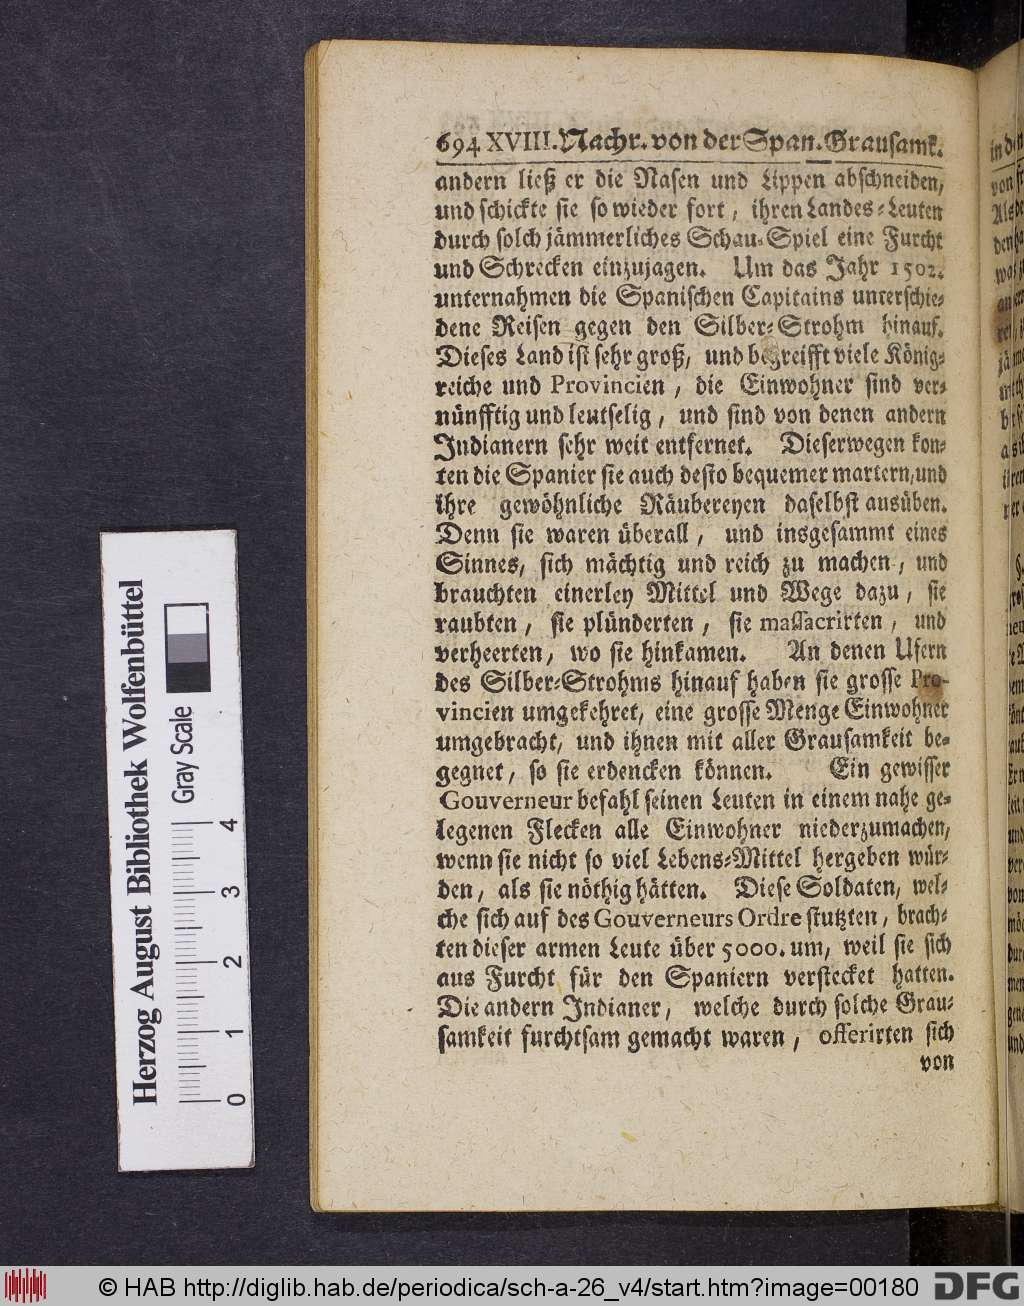 694 XVIII. Nachr. von der Span. Grausamk.
andern ließ er die Nasen und Lippen abschneiden,
und schickte sie so wieder fort, ihren Landes-Leuten
durch solch jämmerliches Schau-Spiel eine Furcht
und Schrecken einzujagen. Um das Jahr 1502.
unternahmen die Spanischen Capitains unterschie-
dene Reisen gegen den Silber-Strohm hinauf.
Dieses Land ist sehr groß, und begreifft viele König-
reiche und Provincien, die Einwohner sind ver-
nünfftig und leutselig, und sind von denen andern
Indianern sehr weit entfernet. Dieserwegen kon-
ten die Spanier sie auch desto bequemer martern, und
ihre gewöhnliche Räubereyen daselbst ausüben.
Denn sie waren überall, und insgesammt eines
Sinnes, sich mächtig und reich zu machen, und
brauchten einerley Mittel und Wege dazu, sie
raubten, sie plünderten, sie massacrirten, und
verheerten, wo sie hinkamen. An denen Ufern
des Silber-Strohms hinauf haben sie grosse Pro-
vincien umgekehret, eine grosse Menge Einwohner
umgebracht, und ihnen mit aller Grausamkeit be-
gegnet, so sie erdencken können. Ein gewisser
Gouverneur befahl seinen Leuten in einem nahe ge-
legenen Flecken alle Einwohner niederzumachen,
wenn sie nicht so viel Lebens-Mittel hergeben wür-
den, als sie nöthig hätten. Diese Soldaten, wel-
che sich auf des Gouverneurs Ordre stutzten, brach-
ten dieser armen Leute über 5000. um, weil sie sich
aus Furcht für den Spaniern verstecket hatten.
Die andern Indianer, welche durch solche Grau-
samkeit furchtsam gemacht waren, offerirten sich
von
Herzog August Bibliothek Wolfenbüttel
Gray Scale
0 1 2 3 4
© HAB http://diglib.hab.de/periodica/sch-a-26_v4/start.htm?image=00180
DFG